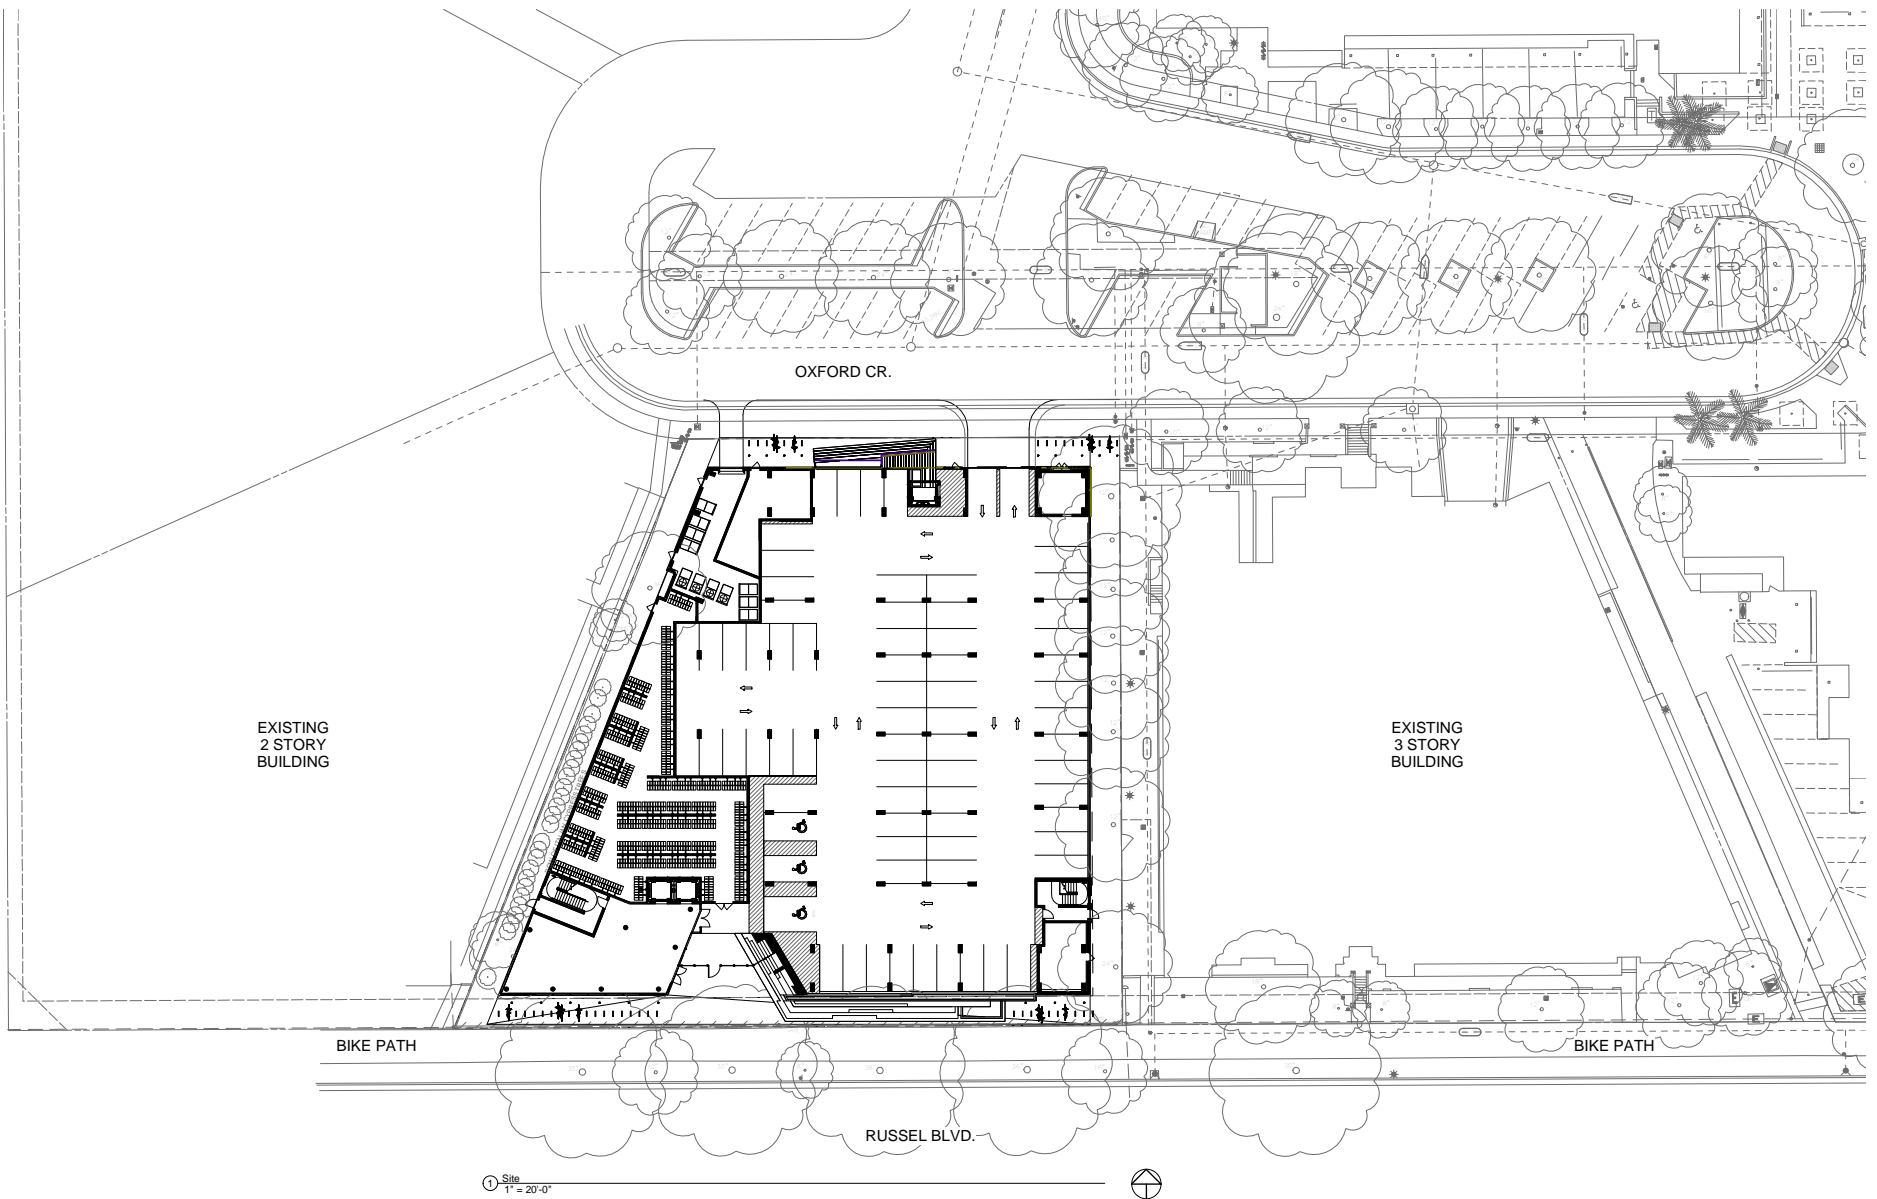 OXFORD CR.
EXISTING
2 STORY
BUILDING
EXISTING
3 STORY
BUILDING
BIKE PATH
BIKE PATH
RUSSEL BLVD.
1
Site
1" = 20'-0"